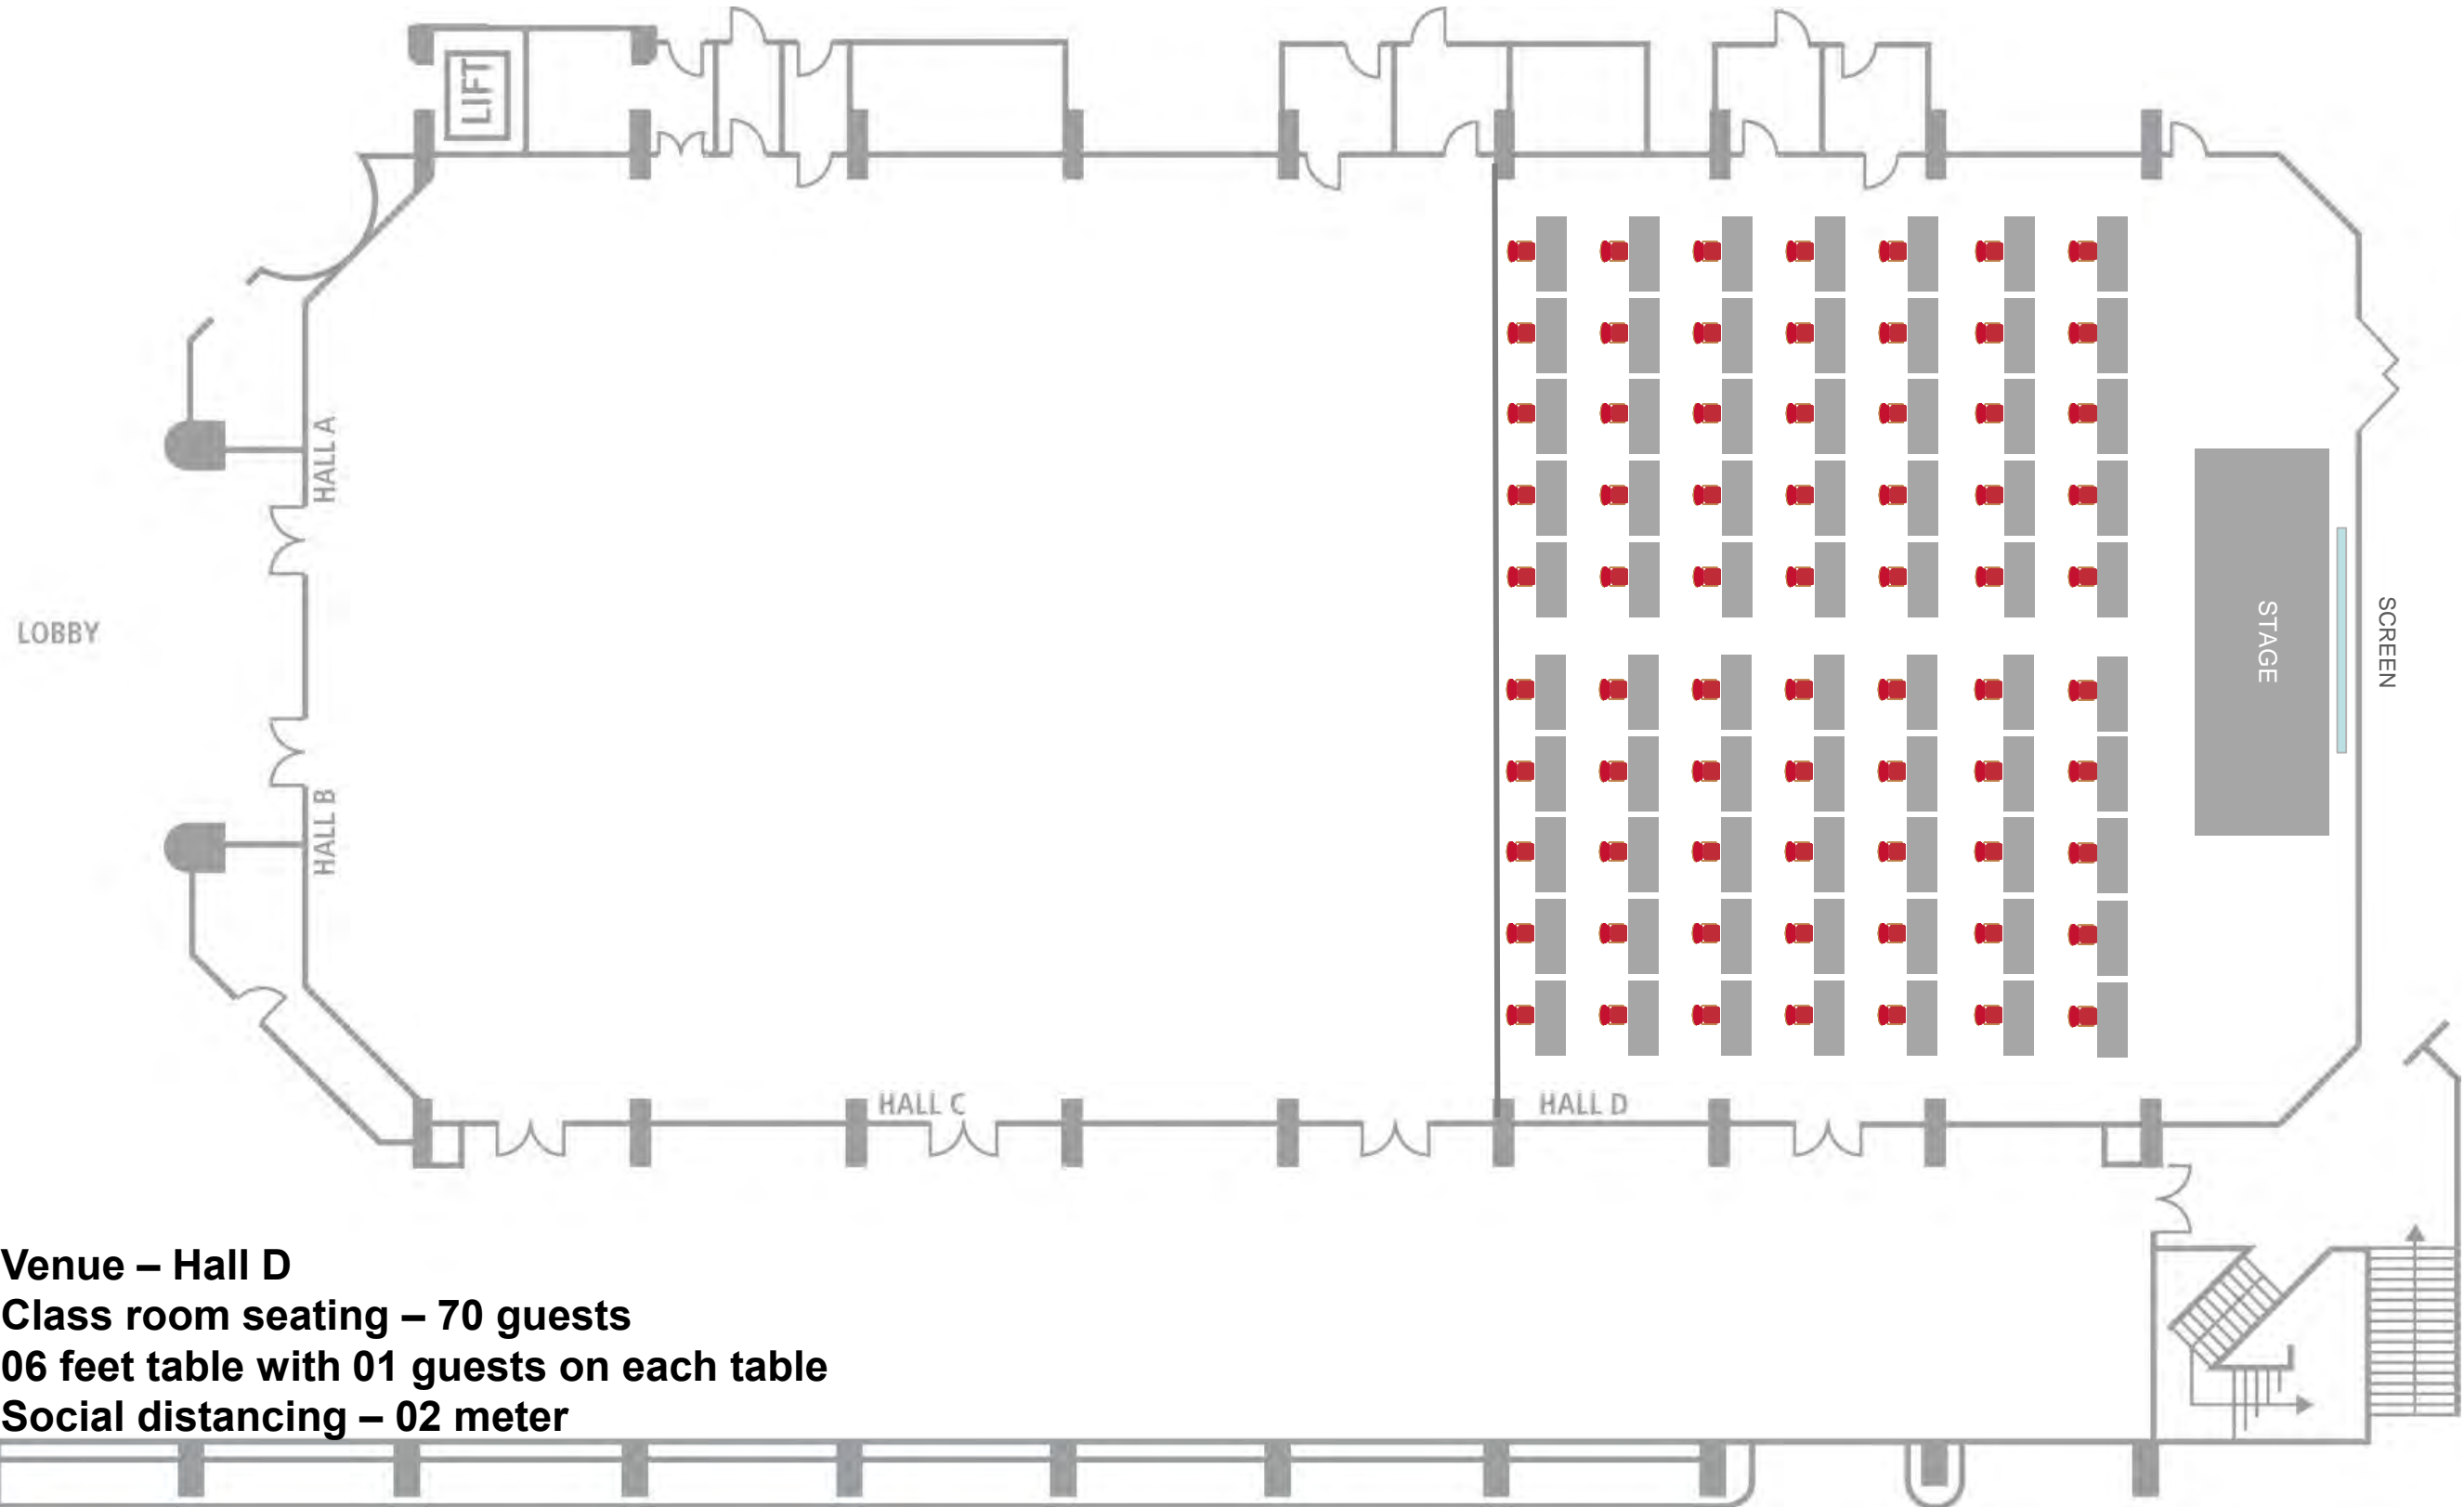 LIFT
HALL A
LOBBY
STAGE
SCREEN
HALL B
HALL C
HALL D
Venue – Hall D
Class room seating – 70 guests
06 feet table with 01 guests on each table
Social distancing – 02 meter